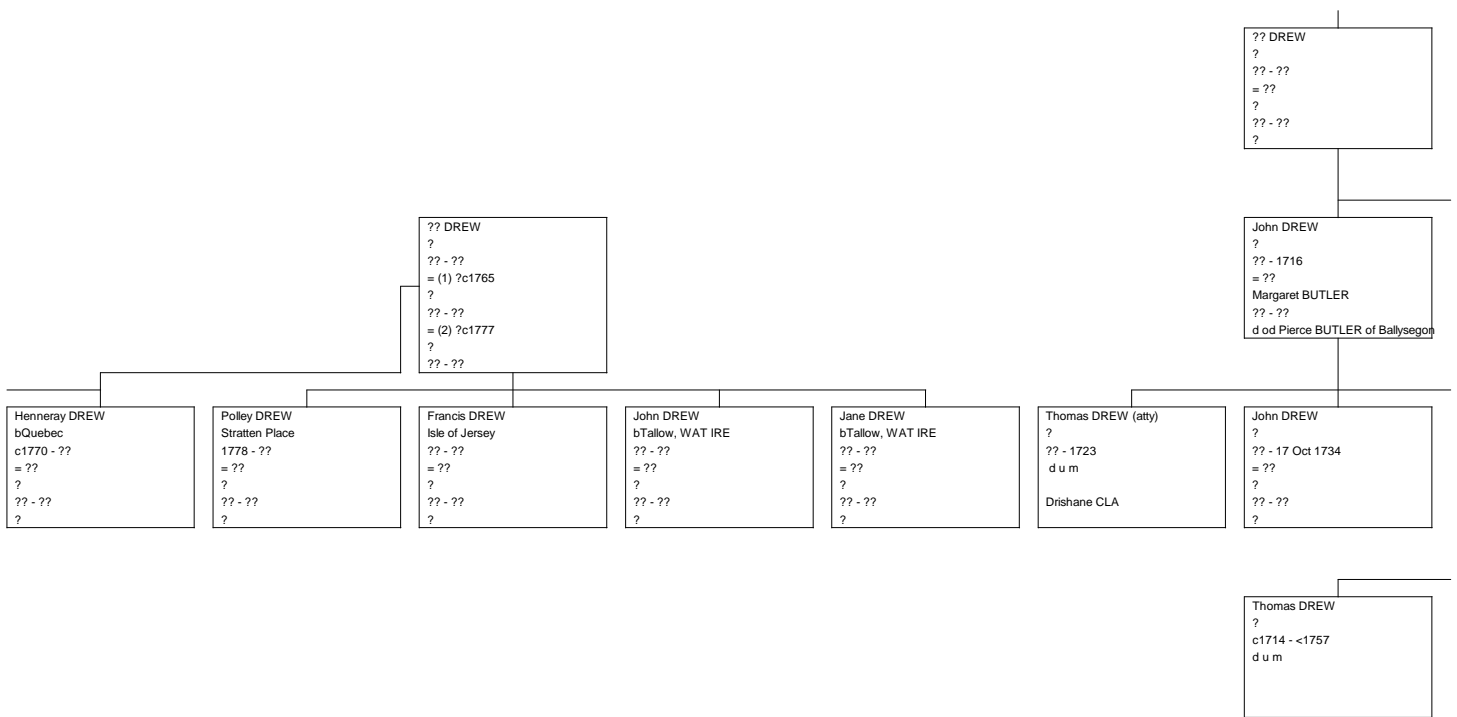 ?? DREW
?
?? - ??
= ??
?
?? - ??
?
?? DREW
?
?? - ??
= (1) ?c1765
?
?? - ??
= (2) ?c1777
?
?? - ??
John DREW
?
?? - 1716
= ??
Margaret BUTLER
?? - ??
d od Pierce BUTLER of Ballysegon
Henneray DREW
bQuebec
c1770 - ??
= ??
?
?? - ??
?
Polley DREW
Stratten Place
1778 - ??
= ??
?
?? - ??
?
Francis DREW
Isle of Jersey
?? - ??
= ??
?
?? - ??
?
John DREW
bTallow, WAT IRE
?? - ??
= ??
?
?? - ??
?
Jane DREW
bTallow, WAT IRE
?? - ??
= ??
?
?? - ??
?
Thomas DREW (atty)
?
?? - 1723
d u m
Drishane CLA
John DREW
?
?? - 17 Oct 1734
= ??
?
?? - ??
?
Thomas DREW
?
c1714 - <1757
d u m